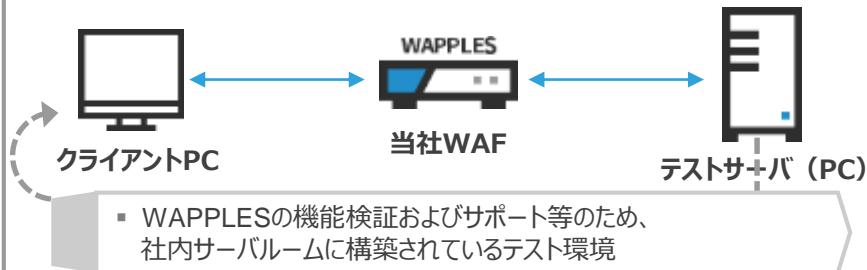 WAPPLES
クライアントPC
当社WAF
テストサーバ（PC）
▪ WAPPLESの機能検証およびサポート等のため、
社内サーバルームに構築されているテスト環境